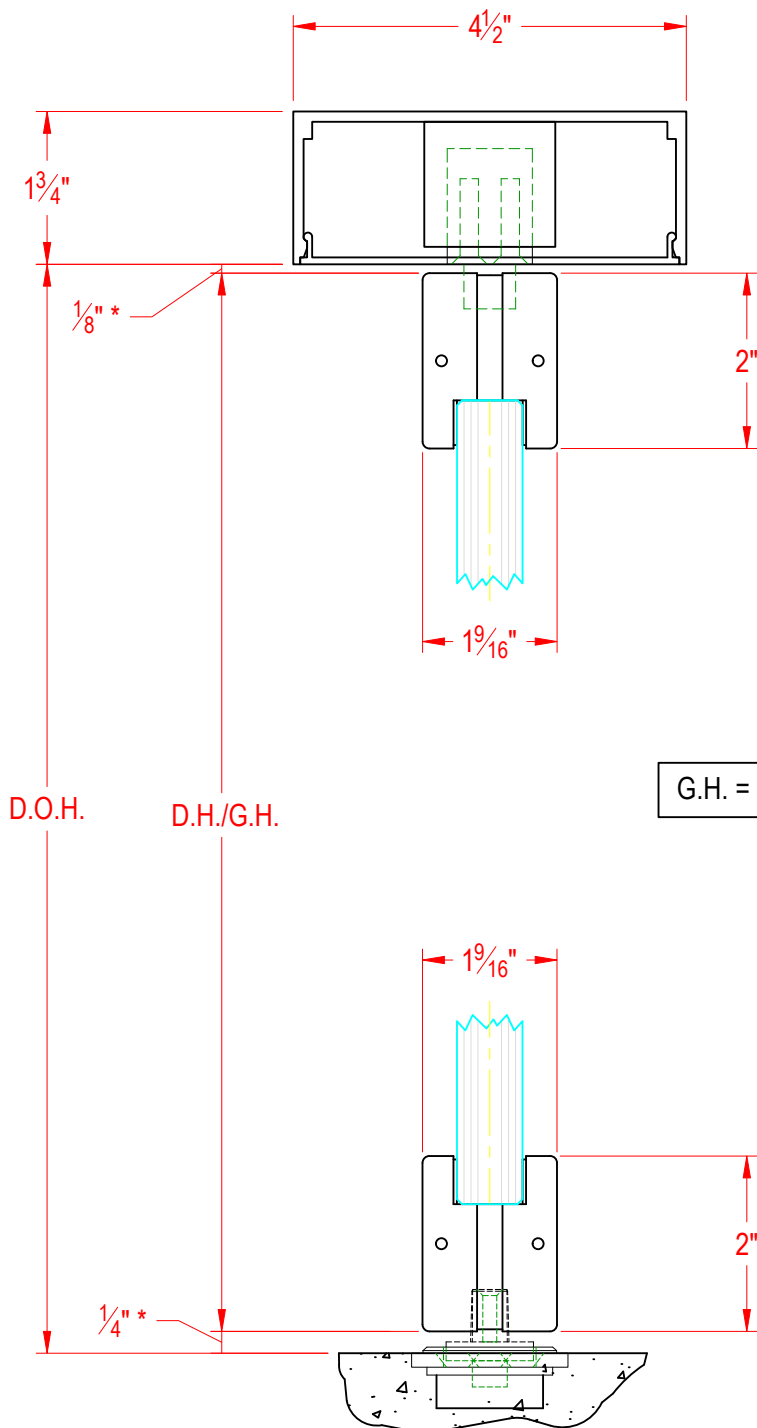 4½"
1¾"
⅛" *
2"
1⁹⁄₁₆"
D.O.H.
D.H./G.H.
G.H. =
1⁹⁄₁₆"
2"
¼" *